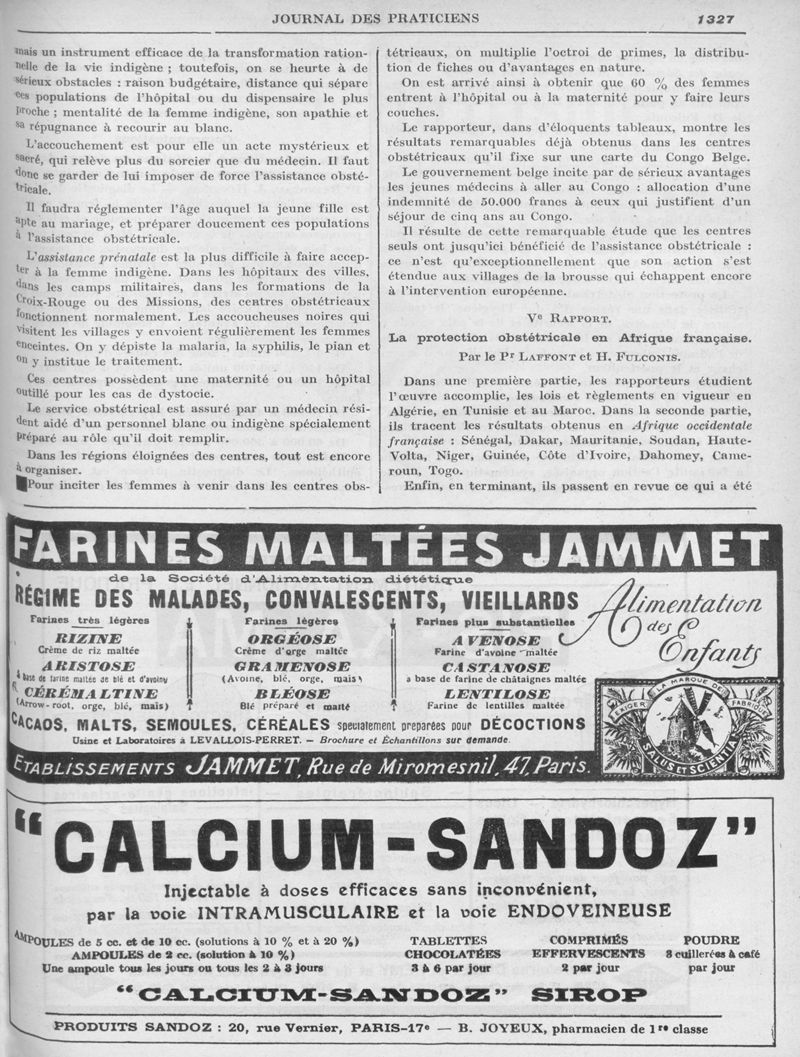 JOURNAL DES PRATICIENS 1327
mais un instrument efficace de la transformation ration-
nelle de la vie indigène ; toutefois, on se heurte à de
sérieux obstacles : raison budgétaire, distance qui sépare
ces populations de l'hôpital ou du dispensaire le plus
proche ; mentalité de la femme indigène, son apathie et
sa répugnance à recourir au blanc.
L'accouchement est pour elle un acte mystérieux et
sacré, qui relève plus du sorcier que du médecin. Il faut
donc se garder de lui imposer de force l'assistance obsté-
tricale.
Il faudra réglementer l'âge auquel la jeune fille est
apte au mariage, et préparer doucement ces populations
à l'assistance obstétricale.
L'assistance prénatale est la plus difficile à faire accep-
ter à la femme indigène. Dans les hôpitaux des villes,
dans les camps militaires, dans les formations de la
Croix-Rouge ou des Missions, des centres obstétricaux
fonctionnent normalement. Les accoucheuses noires qui
visitent les villages y envoient régulièrement les femmes
enceintes. On y dépiste la malaria, la syphilis, le pian et
on y institue le traitement.
Ces centres possèdent une maternité ou un hôpital
outillé pour les cas de dystocie.
Le service obstétrical est assuré par un médecin rési-
dent aidé d'un personnel blanc ou indigène spécialement
préparé au rôle qu'il doit remplir.
Dans les régions éloignées des centres, tout est encore
à organiser.
Pour inciter les femmes à venir dans les centres obs-
tétricaux, on multiplie l'octroi de primes, la distribu-
tion de fiches ou d'avantages en nature.
On est arrivé ainsi à obtenir que 60 % des femmes
entrent à l'hôpital ou à la maternité pour y faire leurs
couches.
Le rapporteur, dans d'éloquents tableaux, montre les
résultats remarquables déjà obtenus dans les centres
obstétricaux qu'il fixe sur une carte du Congo Belge.
Le gouvernement belge incite par de sérieux avantages
les jeunes médecins à aller au Congo : allocation d'une
indemnité de 50.000 francs à ceux qui justifient d'un
séjour de cinq ans au Congo.
Il résulte de cette remarquable étude que les centres
seuls ont jusqu'ici bénéficié de l'assistance obstétricale :
ce n'est qu'exceptionnellement que son action s'est
étendue aux villages de la brousse qui échappent encore
à l'intervention européenne.
Ve RAPPORT.
La protection obstétricale en Afrique française.
Par le Pr LAFFONT et H. FULCONIS.
Dans une première partie, les rapporteurs étudient
l'œuvre accomplie, les lois et règlements en vigueur en
Algérie, en Tunisie et au Maroc. Dans la seconde partie,
ils tracent les résultats obtenus en Afrique occidentale
française : Sénégal, Dakar, Mauritanie, Soudan, Haute-
Volta, Niger, Guinée, Côte d'Ivoire, Dahomey, Came-
roun, Togo.
Enfin, en terminant, ils passent en revue ce qui a été
FARINES MALTÉES JAMMET
de la Société d'Alimentation diététique
RÉGIME DES MALADES, CONVALESCENTS, VIEILLARDS
Alimentation
des
Enfants
Farines très légères
RIZINE
Crème de riz maltée
ARISTOSE
à base de farine maltée de blé et d'avoine
CÉRÉMALTINE
(Arrow-root, orge, blé, maïs)
Farines légères
ORGÉOSE
Crème d'orge maltée
GRAMENOSE
(Avoine, blé, orge, maïs)
BLÉOSE
Blé préparé et malté
Farines plus substantielles
AVENOSE
Farine d'avoine maltée
CASTANOSE
a base de farine de châtaignes maltée
LENTILOSE
Farine de lentilles maltée
CACAOS, MALTS, SEMOULES, CÉRÉALES specialement preparées pour DÉCOCTIONS
Usine et Laboratoires à LEVALLOIS-PERRET. — Brochure et Échantillons sur demande.
EXIGER LA MARQUE DE FABRIQUE
SALUS ET SCIENTIA
ETABLISSEMENTS JAMMET, Rue de Miromesnil, 47, Paris.
"CALCIUM-SANDOZ"
Injectable à doses efficaces sans inconvénient,
par la voie INTRAMUSCULAIRE et la voie ENDOVEINEUSE
AMPOULES de 5 cc. et de 10 cc. (solutions à 10 % et à 20 %)
AMPOULES de 2 cc. (solution à 10 %)
Une ampoule tous les jours ou tous les 2 à 3 jours
TABLETTES
CHOCOLATÉES
3 à 6 par jour
COMPRIMÉS
EFFERVESCENTS
2 par jour
POUDRE
3 cuillerées à café
par jour
"CALCIUM-SANDOZ" SIROP
PRODUITS SANDOZ : 20, rue Vernier, PARIS-17e — B. JOYEUX, pharmacien de 1re classe